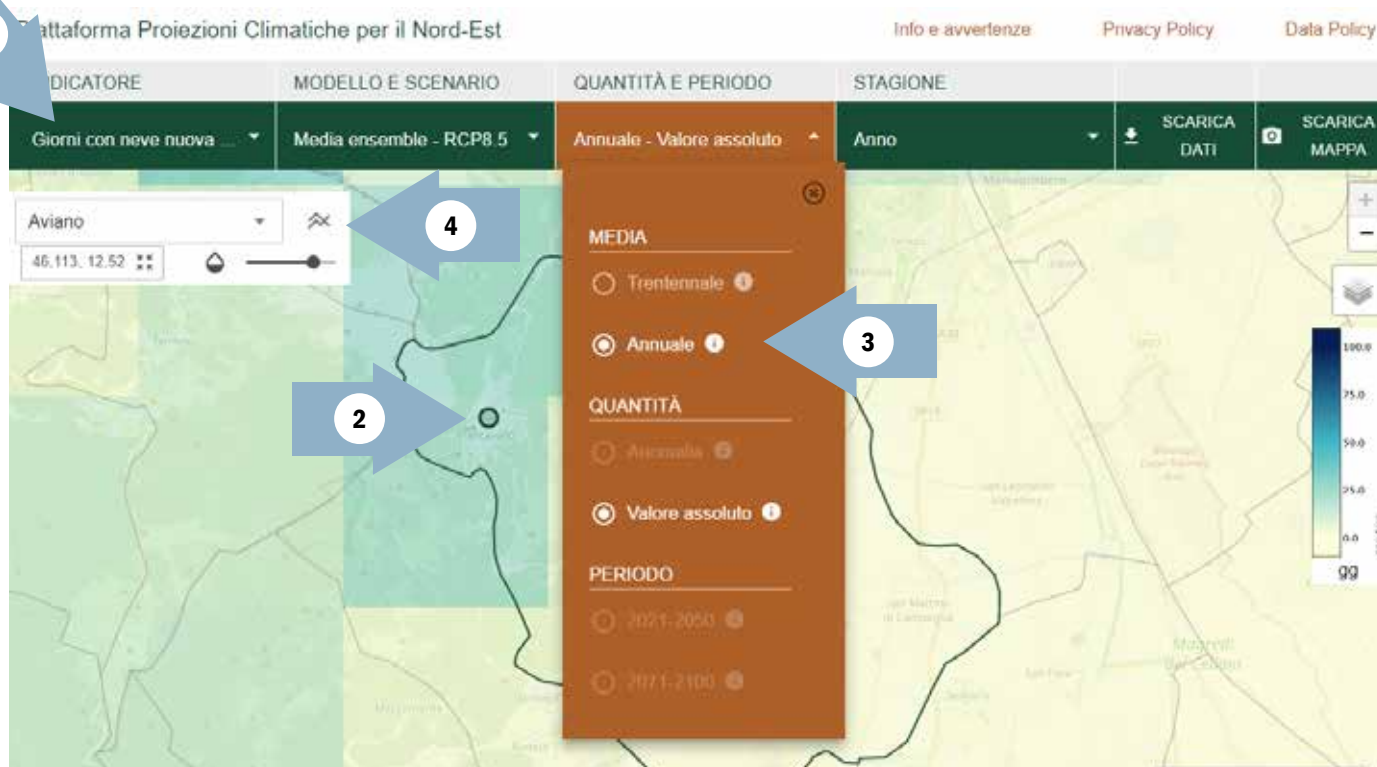 Piattaforma Proiezioni Climatiche per il Nord-Est
Info e avvertenze
Privacy Policy
Data Policy
DICATORE
MODELLO E SCENARIO
QUANTITÀ E PERIODO
STAGIONE
Giorni con neve nuova ...
Media ensemble - RCP8.5
Annuale - Valore assoluto
Anno
SCARICA DATI
SCARICA MAPPA
Aviano
46.113, 12.52
4
MEDIA
Trentennale
Annuale
3
QUANTITÀ
Anomalia
2
Valore assoluto
PERIODO
2021-2050
2071-2100
+
−
100.0
75.0
50.0
25.0
0.0
gg